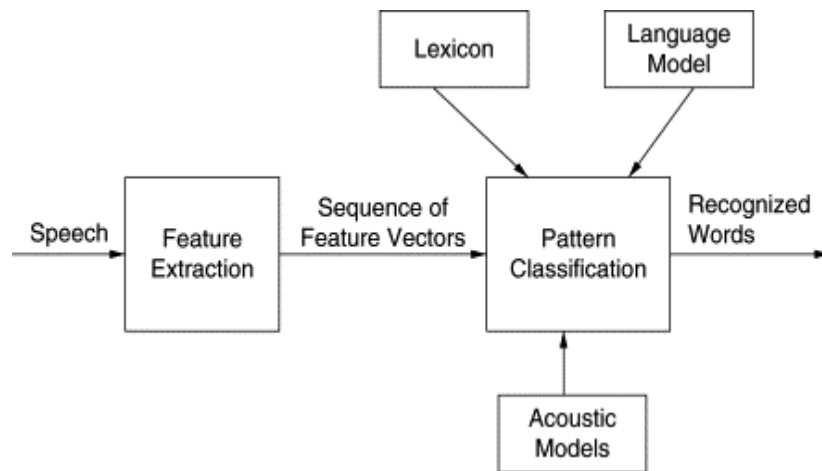 Lexicon
Language
Model
Speech
Feature
Extraction
Sequence of
Feature Vectors
Pattern
Classification
Recognized
Words
Acoustic
Models